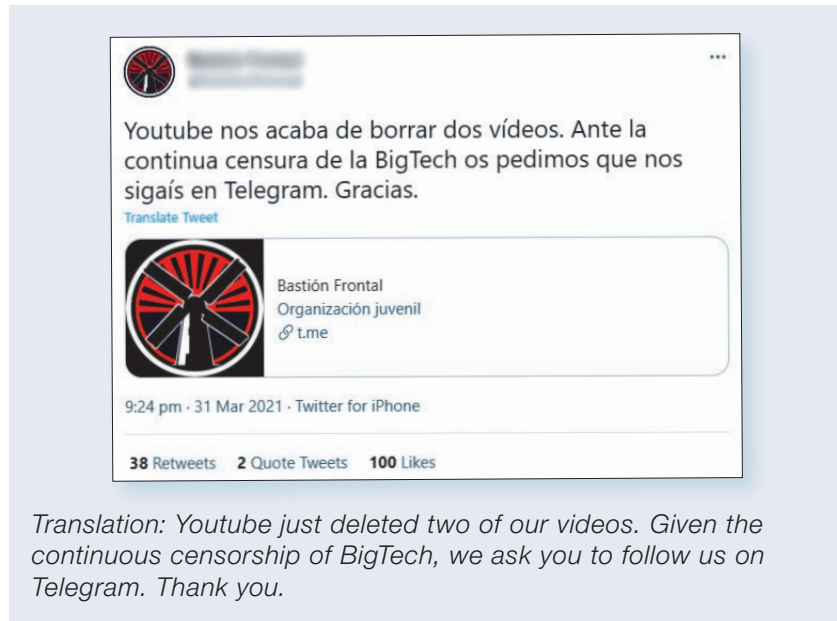 Youtube nos acaba de borrar dos vídeos. Ante la
continua censura de la BigTech os pedimos que nos
sigaís en Telegram. Gracias.
Translate Tweet
Bastión Frontal
Organización juvenil
t.me
9:24 pm · 31 Mar 2021 · Twitter for iPhone
38 Retweets 2 Quote Tweets 100 Likes
Translation: Youtube just deleted two of our videos. Given the
continuous censorship of BigTech, we ask you to follow us on
Telegram. Thank you.